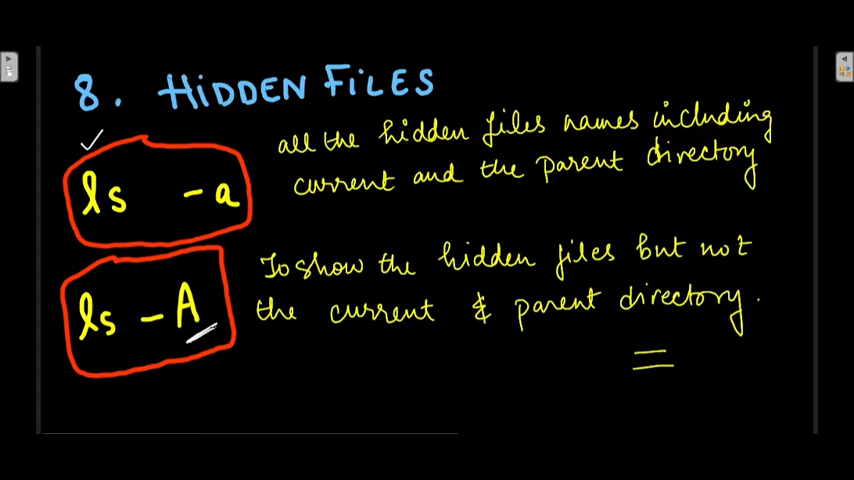 8. HiDDEN FiLES
all the hidden files names including
current and the parent directory
ls -a
To show the hidden files but not
the current & parent directory.
ls -A